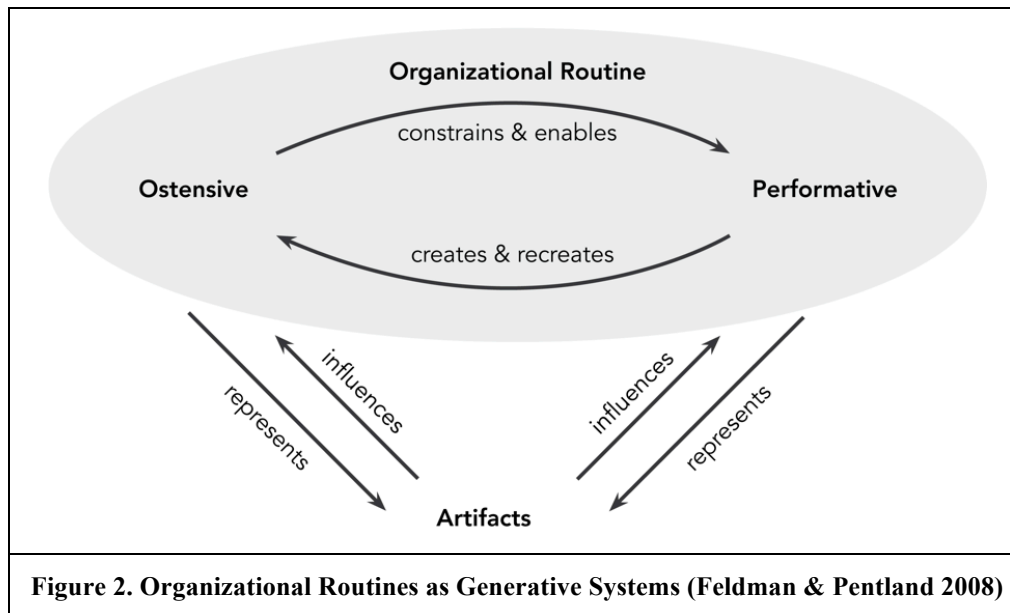 Organizational Routine
constrains & enables
Ostensive
Performative
creates & recreates
represents
influences
influences
represents
Artifacts
Figure 2. Organizational Routines as Generative Systems (Feldman & Pentland 2008)